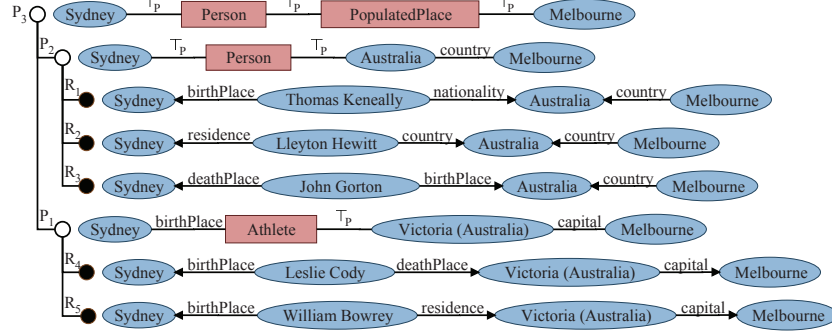 P3 Sydney ⊤P Person ⊤P PopulatedPlace ⊤P Melbourne
P2 Sydney ⊤P Person ⊤P Australia country Melbourne
R1 Sydney birthPlace Thomas Keneally nationality Australia country Melbourne
R2 Sydney residence Lleyton Hewitt country Australia country Melbourne
R3 Sydney deathPlace John Gorton birthPlace Australia country Melbourne
P1 Sydney birthPlace Athlete ⊤P Victoria (Australia) capital Melbourne
R4 Sydney birthPlace Leslie Cody deathPlace Victoria (Australia) capital Melbourne
R5 Sydney birthPlace William Bowrey residence Victoria (Australia) capital Melbourne